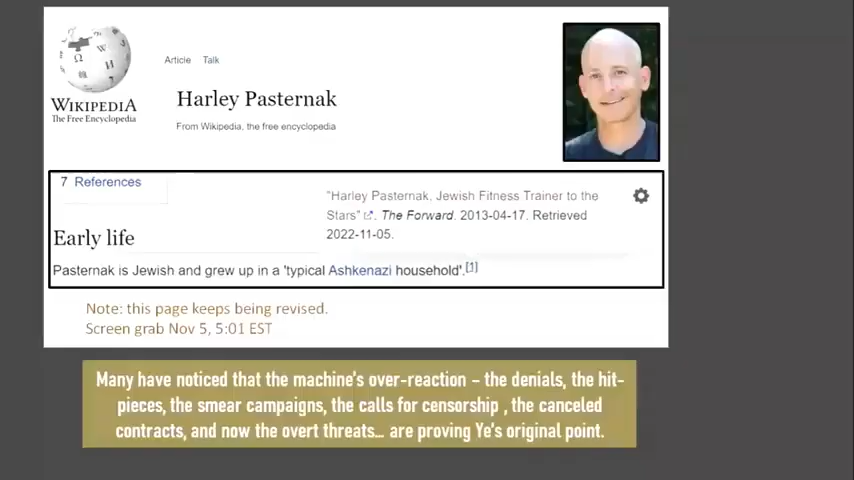 WIKIPEDIA
The Free Encyclopedia
Article Talk
Harley Pasternak
From Wikipedia, the free encyclopedia
7 References
"Harley Pasternak, Jewish Fitness Trainer to the
Stars". The Forward. 2013-04-17. Retrieved
2022-11-05.
Early life
Pasternak is Jewish and grew up in a 'typical Ashkenazi household'.[1]
Note: this page keeps being revised.
Screen grab Nov 5, 5:01 EST
Many have noticed that the machine's over-reaction – the denials, the hit-
pieces, the smear campaigns, the calls for censorship , the canceled
contracts, and now the overt threats... are proving Ye's original point.